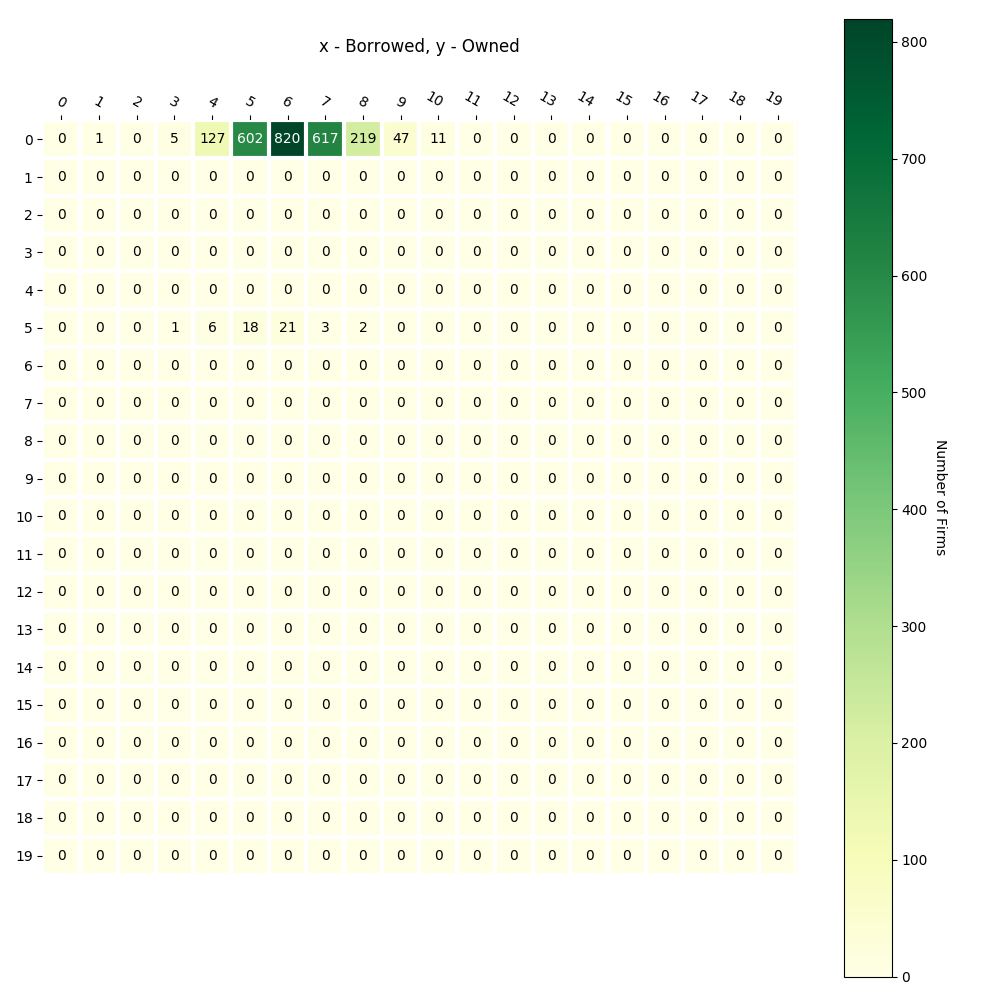 x - Borrowed, y - Owned
0 1 2 3 4 5 6 7 8 9 10 11 12 13 14 15 16 17 18 19
0 0 1 0 5 127 602 820 617 219 47 11 0 0 0 0 0 0 0 0 0
1 0 0 0 0 0 0 0 0 0 0 0 0 0 0 0 0 0 0 0 0
2 0 0 0 0 0 0 0 0 0 0 0 0 0 0 0 0 0 0 0 0
3 0 0 0 0 0 0 0 0 0 0 0 0 0 0 0 0 0 0 0 0
4 0 0 0 0 0 0 0 0 0 0 0 0 0 0 0 0 0 0 0 0
5 0 0 0 1 6 18 21 3 2 0 0 0 0 0 0 0 0 0 0 0
6 0 0 0 0 0 0 0 0 0 0 0 0 0 0 0 0 0 0 0 0
7 0 0 0 0 0 0 0 0 0 0 0 0 0 0 0 0 0 0 0 0
8 0 0 0 0 0 0 0 0 0 0 0 0 0 0 0 0 0 0 0 0
9 0 0 0 0 0 0 0 0 0 0 0 0 0 0 0 0 0 0 0 0
10 0 0 0 0 0 0 0 0 0 0 0 0 0 0 0 0 0 0 0 0
11 0 0 0 0 0 0 0 0 0 0 0 0 0 0 0 0 0 0 0 0
12 0 0 0 0 0 0 0 0 0 0 0 0 0 0 0 0 0 0 0 0
13 0 0 0 0 0 0 0 0 0 0 0 0 0 0 0 0 0 0 0 0
14 0 0 0 0 0 0 0 0 0 0 0 0 0 0 0 0 0 0 0 0
15 0 0 0 0 0 0 0 0 0 0 0 0 0 0 0 0 0 0 0 0
16 0 0 0 0 0 0 0 0 0 0 0 0 0 0 0 0 0 0 0 0
17 0 0 0 0 0 0 0 0 0 0 0 0 0 0 0 0 0 0 0 0
18 0 0 0 0 0 0 0 0 0 0 0 0 0 0 0 0 0 0 0 0
19 0 0 0 0 0 0 0 0 0 0 0 0 0 0 0 0 0 0 0 0
800
700
600
500
400
300
200
100
0
Number of Firms